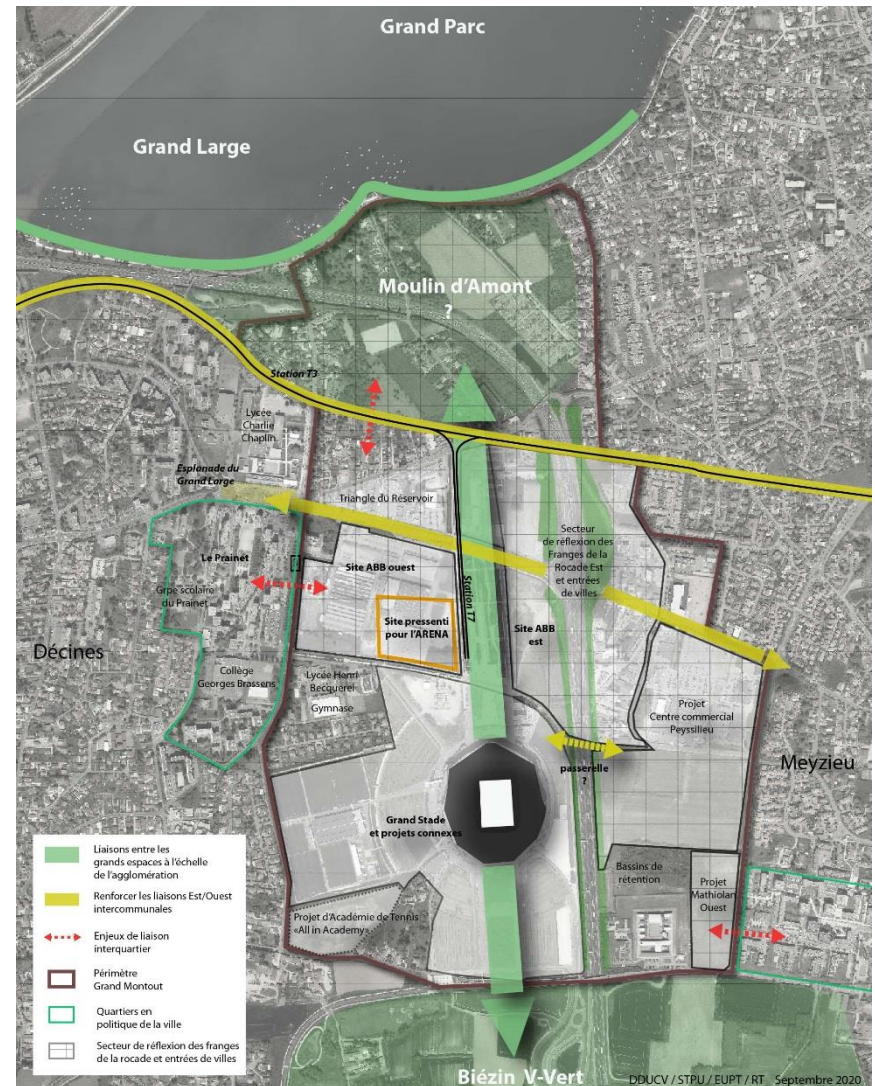 Grand Parc
Grand Large
Moulin d'Amont
?
Station T3
Lycée
Charlie
Chaplin
Esplanade du
Grand Large
Triangle du Réservoir
Secteur
de réflexion des
Franges de la
Rocade Est
et entrées
de villes
Le Prainet
Grpe scolaire
du Prainet
Site ABB ouest
Station T7
Site pressenti
pour l'ARENA
Site ABB
est
Décines
Collège
Georges Brassens
Lycée Henri
Becquerel
Gymnase
Projet
Centre commercial
Peyssilieu
Meyzieu
passerelle
?
Grand Stade
et projets connexes
Bassins de
rétention
Projet
Mathiolan
Ouest
Projet d'Académie de Tennis
«All in Academy»
Liaisons entre les
grands espaces à l'échelle
de l'agglomération
Renforcer les liaisons Est/Ouest
intercommunales
Enjeux de liaison
interquartier
Périmètre
Grand Montout
Quartiers en
politique de la ville
Secteur de réflexion des franges
de la rocade et entrées de villes
Biézin V-Vert
DDUCV / STPU / EUPT / RT Septembre 2020